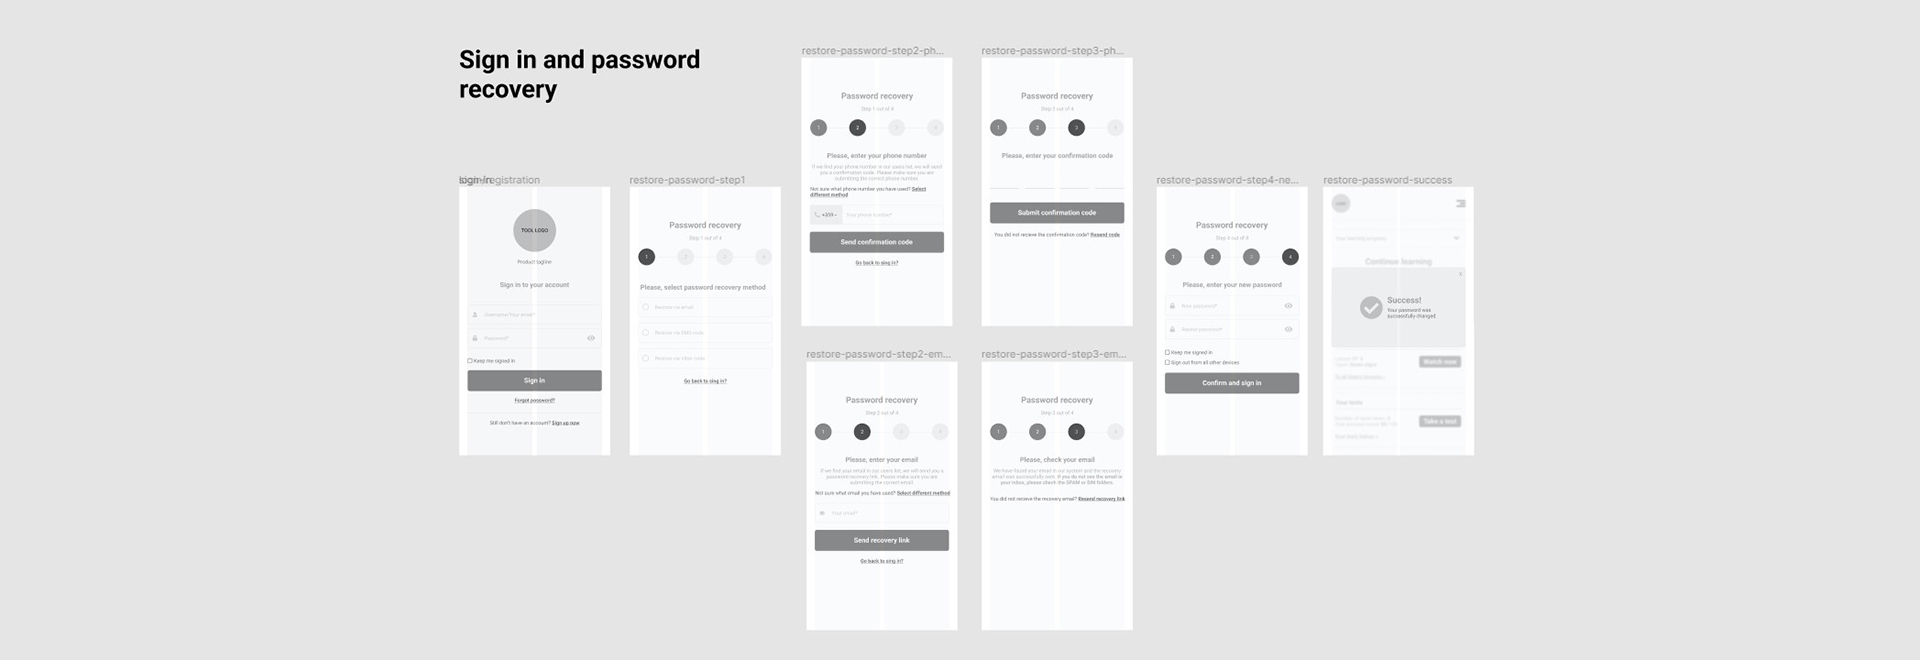 Sign in and password
recovery
registration
TOOL LOGO
Product tagline
Sign in to your account
Username/Your email*
Password*
Keep me signed in
Sign in
Forgot password?
Still don't have an account? Sign up now
restore-password-step1
Password recovery
Step 1 out of 4
1
2
3
4
Please, select password recovery method
Restore via email
Restore via SMS code
Restore via Viber code
Go back to sing in?
restore-password-step2-ph...
Password recovery
Step 1 out of 4
1
2
3
4
Please, enter your phone number
If we find your phone number in our users list, we will send
you a confirmation code. Please make sure you are
submitting the correct phone number.
Not sure what phone number you have used? Select
different method
Your phone number*
Send confirmation code
Go back to sing in?
restore-password-step2-em...
Password recovery
Step 2 out of 4
1
2
3
4
Please, enter your email
If we find your email in our users list, we will send you a
password recovery link. Please make sure you are
submitting the correct email.
Not sure what email you have used? Select different method
Your email*
Send recovery link
Go back to sing in?
restore-password-step3-ph...
Password recovery
Step 3 out of 4
1
2
3
4
Please, enter your confirmation code
Submit confirmation code
You did not recieve the confirmation code? Resend code
restore-password-step3-em...
Password recovery
Step 3 out of 4
1
2
3
4
Please, check your email
We have found your email in our system and the recovery
email was successfully sent. If you do not see the email in
your inbox, please check the SPAM or BIN folders.
You did not recieve the recovery email? Resend recovery link
restore-password-step4-ne...
Password recovery
Step 4 out of 4
1
2
3
4
Please, enter your new password
New password*
Repeat password*
Keep me signed in
Sign out from all other devices
Confirm and sign in
restore-password-success
LOGO
Continue learning
x
Success!
Your password was
successfully changed
Watch now
Your tests
Take a test